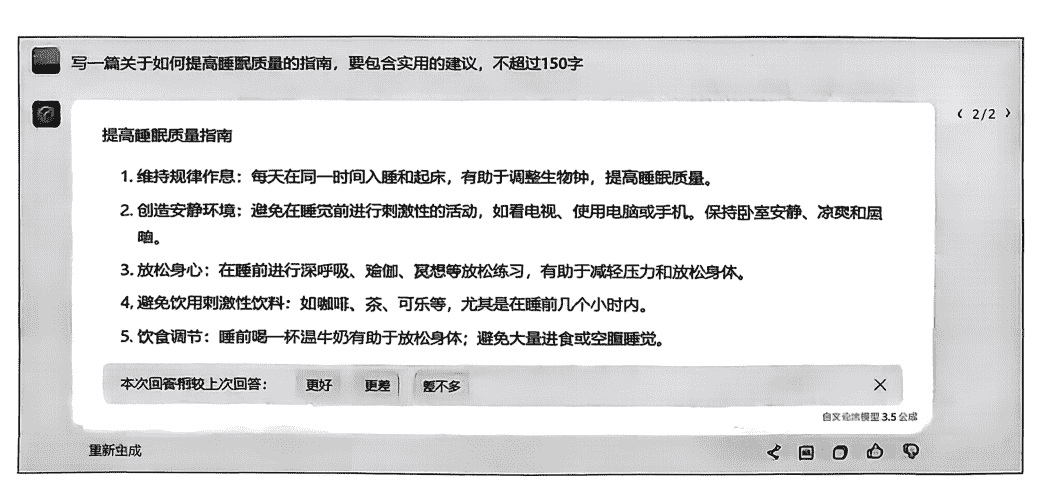 写一篇关于如何提高睡眠质量的指南，要包含实用的建议，不超过150字
2/2
提高睡眠质量指南
1. 维持规律作息：每天在同一时间入睡和起床，有助于调整生物钟，提高睡眠质量。
2. 创造安静环境：避免在睡觉前进行刺激性的活动，如看电视、使用电脑或手机。保持卧室安静、凉爽和
3. 放松身心：在睡前进行深呼吸、瑜伽、冥想等放松练习，有助于减轻压力和放松身体。
4, 避免饮用刺激性饮料：如咖啡、茶、可乐等，尤其是在睡前几个小时内。
5. 饮食调节：睡前喝一杯温牛奶有助于放松身体；避免大量进食或空腹睡觉。
本次回答相较上次回答： 更好 更差 差不多
模型 3.5
重新生成